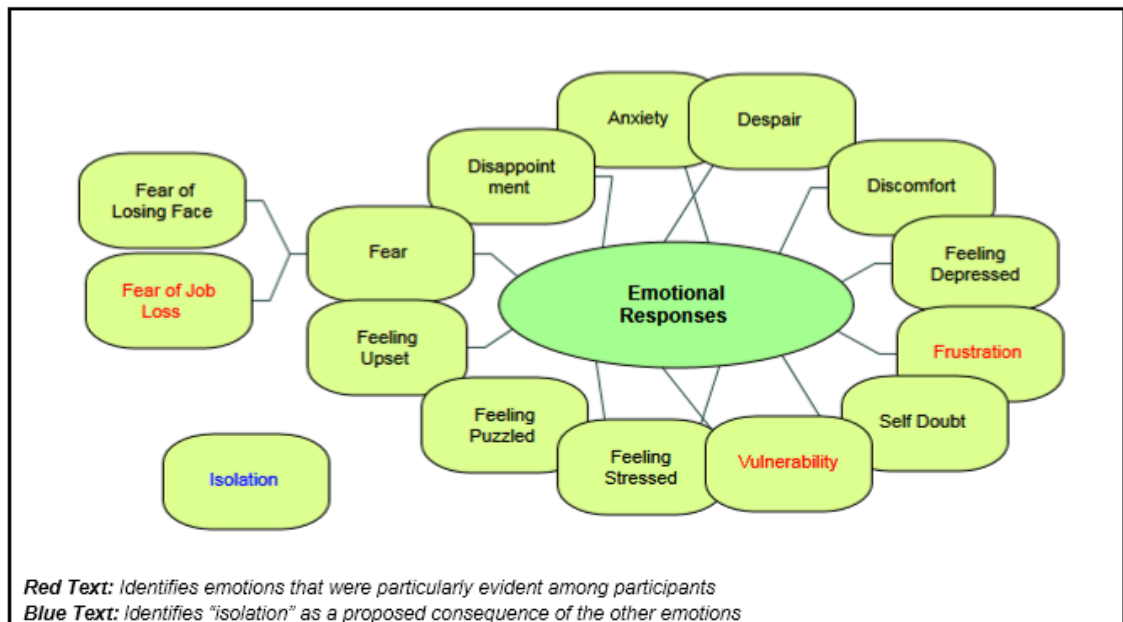 Anxiety
Despair
Disappoint
ment
Discomfort
Fear of
Losing Face
Fear
Feeling
Depressed
Fear of Job
Loss
Emotional
Responses
Feeling
Upset
Frustration
Feeling
Puzzled
Self Doubt
Feeling
Stressed
Vulnerability
Isolation
Red Text: Identifies emotions that were particularly evident among participants
Blue Text: Identifies "isolation" as a proposed consequence of the other emotions